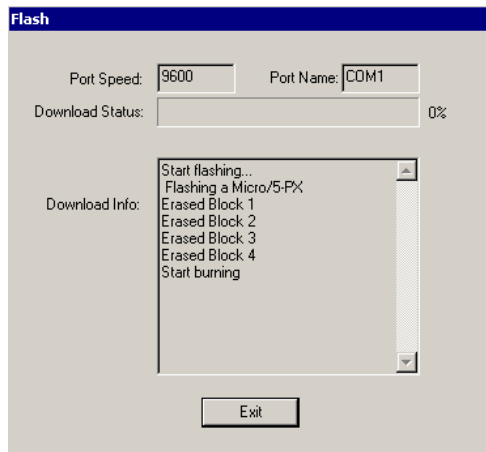 Flash
Port Speed: 9600 Port Name: COM1
Download Status: 0%
Download Info:
Start flashing...
Flashing a Micro/5-PX
Erased Block 1
Erased Block 2
Erased Block 3
Erased Block 4
Start burning
Exit